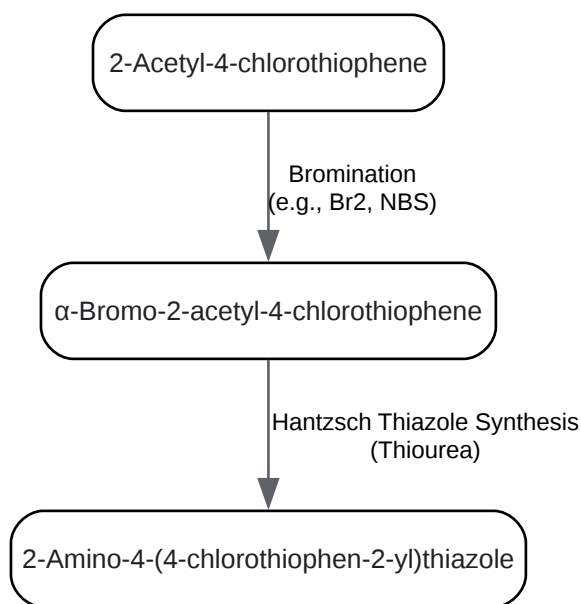 2-Acetyl-4-chlorothiophene
Bromination
(e.g., Br2, NBS)
α-Bromo-2-acetyl-4-chlorothiophene
Hantzsch Thiazole Synthesis
(Thiourea)
2-Amino-4-(4-chlorothiophen-2-yl)thiazole